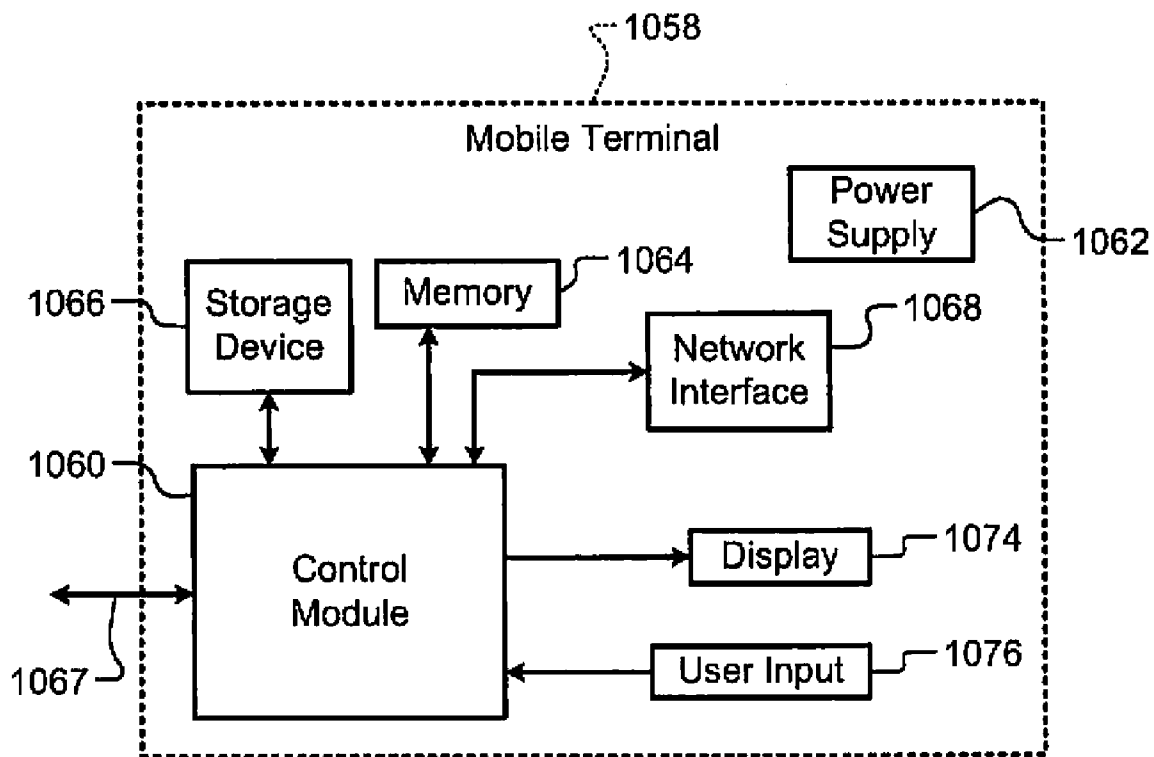 1058
Mobile Terminal
Power
Supply
1062
1064
Memory
1066
Storage
Device
1068
Network
Interface
1060
Control
Module
Display
1074
1067
User Input
1076